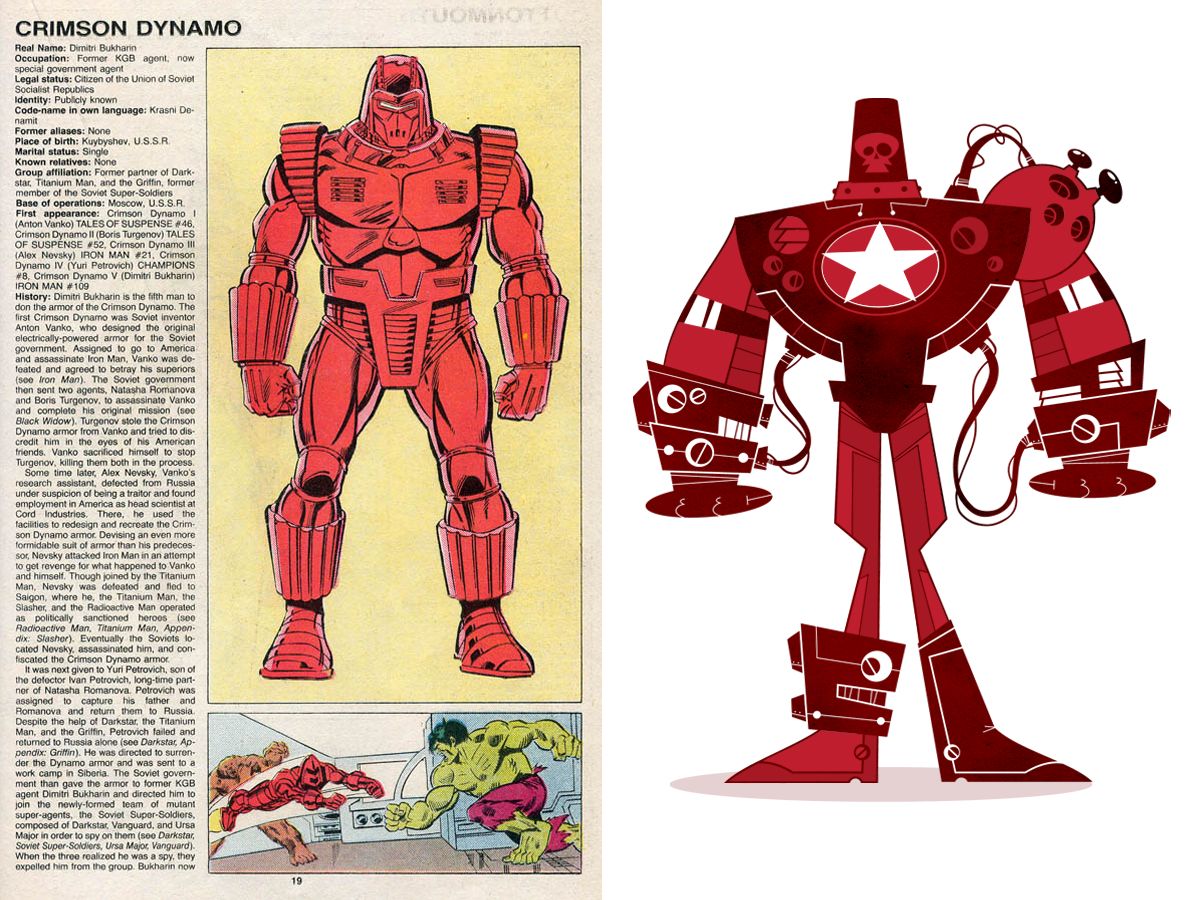 CRIMSON DYNAMO
Real Name: Dimitri Bukharin
Occupation: Former KGB agent, now
special government agent
Legal status: Citizen of the Union of Soviet
Socialist Republics
Identity: Publicly known
Code-name in own language: Krasni De-
namit
Former aliases: None
Place of birth: Kuybyshev, U.S.S.R.
Marital status: Single
Known relatives: None
Group affiliation: Former partner of Dark-
star, Titanium Man, and the Griffin, former
member of the Soviet Super-Soldiers
Base of operations: Moscow, U.S.S.R.
First appearance: Crimson Dynamo I
(Anton Vanko) TALES OF SUSPENSE #46,
Crimson Dynamo II (Boris Turgenov) TALES
OF SUSPENSE #52, Crimson Dynamo III
(Alex Nevsky) IRON MAN #21, Crimson
Dynamo IV (Yuri Petrovich) CHAMPIONS
#8, Crimson Dynamo V (Dimitri Bukharin)
IRON MAN #109
History: Dimitri Bukharin is the fifth man to
don the armor of the Crimson Dynamo. The
first Crimson Dynamo was Soviet inventor
Anton Vanko, who designed the original
electrically-powered armor for the Soviet
government. Assigned to go to America
and assassinate Iron Man, Vanko was de-
feated and agreed to betray his superiors
(see Iron Man). The Soviet government
then sent two agents, Natasha Romanova
and Boris Turgenov, to assassinate Vanko
and complete his original mission (see
Black Widow). Turgenov stole the Crimson
Dynamo armor from Vanko and tried to dis-
credit him in the eyes of his American
friends. Vanko sacrificed himself to stop
Turgenov, killing them both in the process.
Some time later, Alex Nevsky, Vanko's
research assistant, defected from Russia
under suspicion of being a traitor and found
employment in America as head scientist at
Cord Industries. There, he used the
facilities to redesign and recreate the Crim-
son Dynamo armor. Devising an even more
formidable suit of armor than his predeces-
sor, Nevsky attacked Iron Man in an attempt
to get revenge for what happened to Vanko
and himself. Though joined by the Titanium
Man, Nevsky was defeated and fled to
Saigon, where he, the Titanium Man, the
Slasher, and the Radioactive Man operated
as politically sanctioned heroes (see
Radioactive Man, Titanium Man, Appen-
dix: Slasher). Eventually the Soviets lo-
cated Nevsky, assassinated him, and con-
fiscated the Crimson Dynamo armor.
It was next given to Yuri Petrovich, son of
the defector Ivan Petrovich, long-time part-
ner of Natasha Romanova. Petrovich was
assigned to capture his father and
Romanova and return them to Russia.
Despite the help of Darkstar, the Titanium
Man, and the Griffin, Petrovich failed and
returned to Russia alone (see Darkstar, Ap-
pendix: Griffin). He was directed to surren-
der the Dynamo armor and was sent to a
work camp in Siberia. The Soviet govern-
ment than gave the armor to former KGB
agent Dimitri Bukharin and directed him to
join the newly-formed team of mutant
super-agents, the Soviet Super-Soldiers,
composed of Darkstar, Vanguard, and Ursa
Major in order to spy on them (see Darkstar,
Soviet Super-Soldiers, Ursa Major, Vanguard).
When the three realized he was a spy, they
expelled him from the group. Bukharin now
19